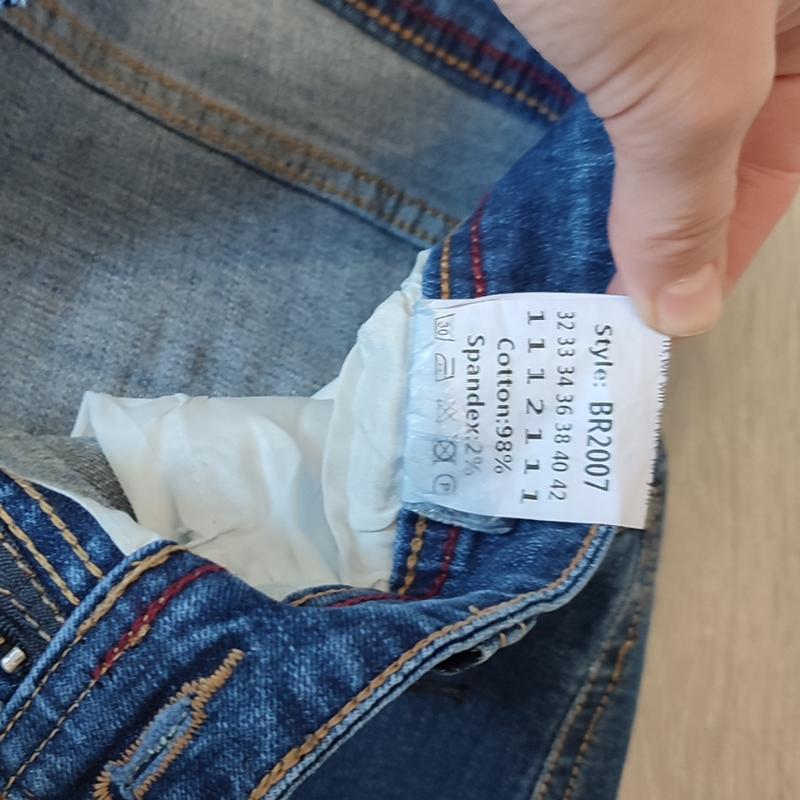 Style: BR2007
32 33 34 36 38 40 42
1 1 1 2 1 1 1
Cotton:98%
Spandex:2%
30 P